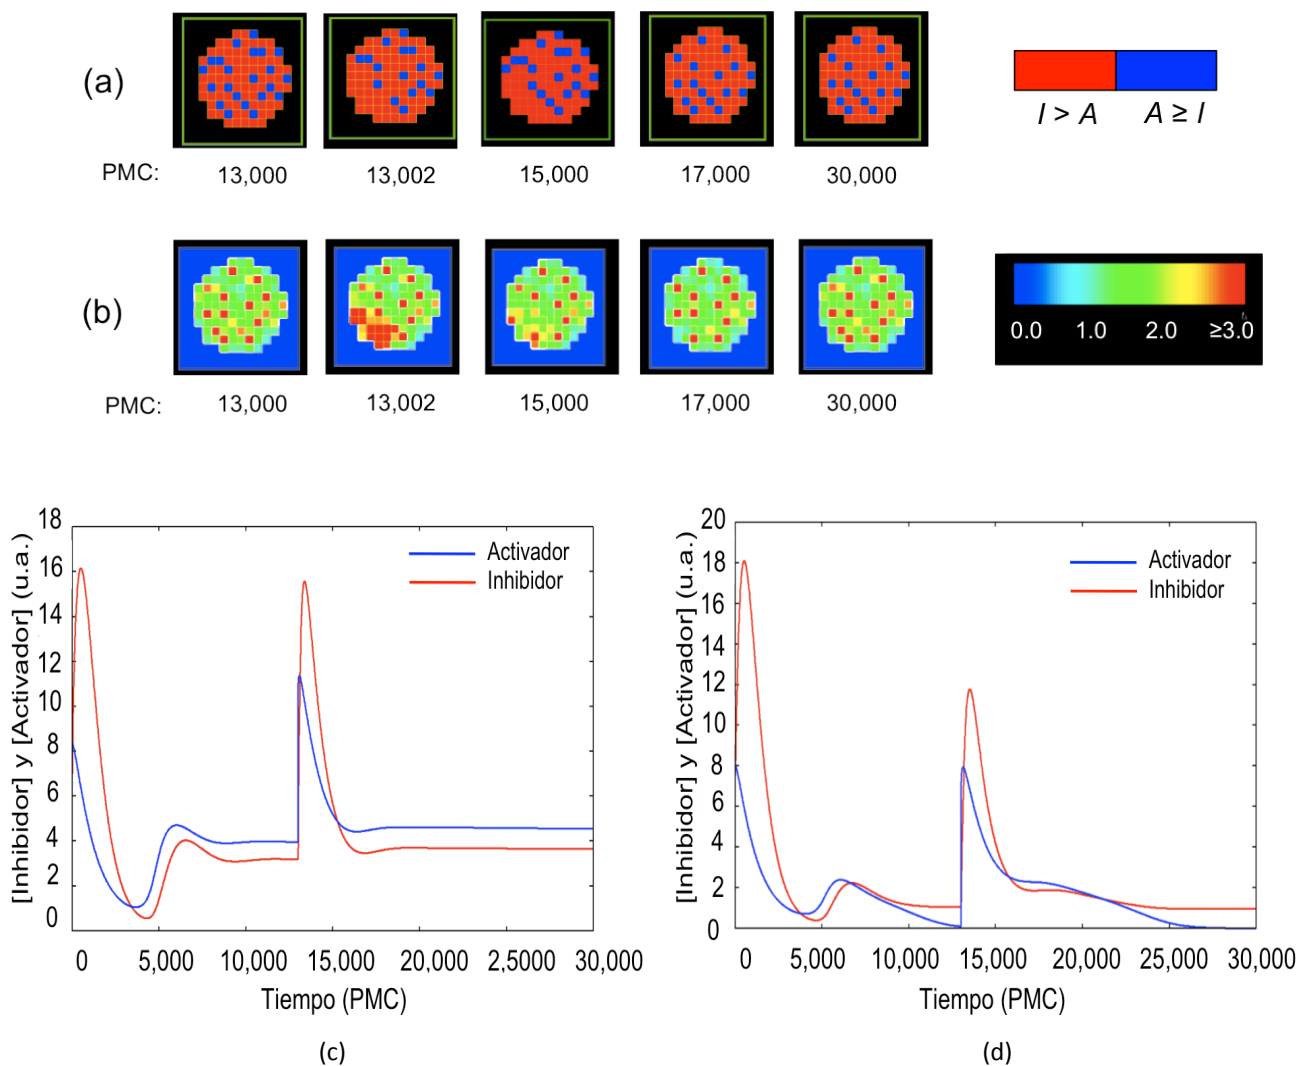 (a)
I > A A ≥ I
PMC: 13,000 13,002 15,000 17,000 30,000
(b)
0.0 1.0 2.0 ≥3.0
PMC: 13,000 13,002 15,000 17,000 30,000
[Inhibidor] y [Activador] (u.a.)
18
16
14
12
10
8
6
4
2
0
Activador
Inhibidor
0 5,000 10,000 15,000 20,000 2,5000 30,000
Tiempo (PMC)
(c)
[Inhibidor] y [Activador] (u.a.)
20
18
16
14
12
10
8
6
4
2
0
Activador
Inhibidor
0 5,000 10,000 15,000 20,000 25,000 30,000
Tiempo (PMC)
(d)